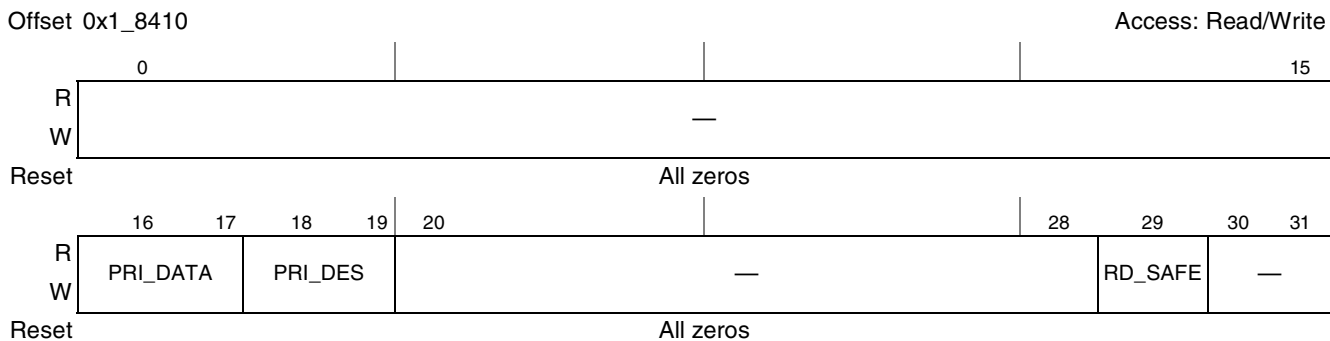 Offset 0x1_8410 Access: Read/Write
0 15
R
—
W
Reset All zeros
16 17 18 19 20 28 29 30 31
R
PRI_DATA PRI_DES — RD_SAFE —
W
Reset All zeros